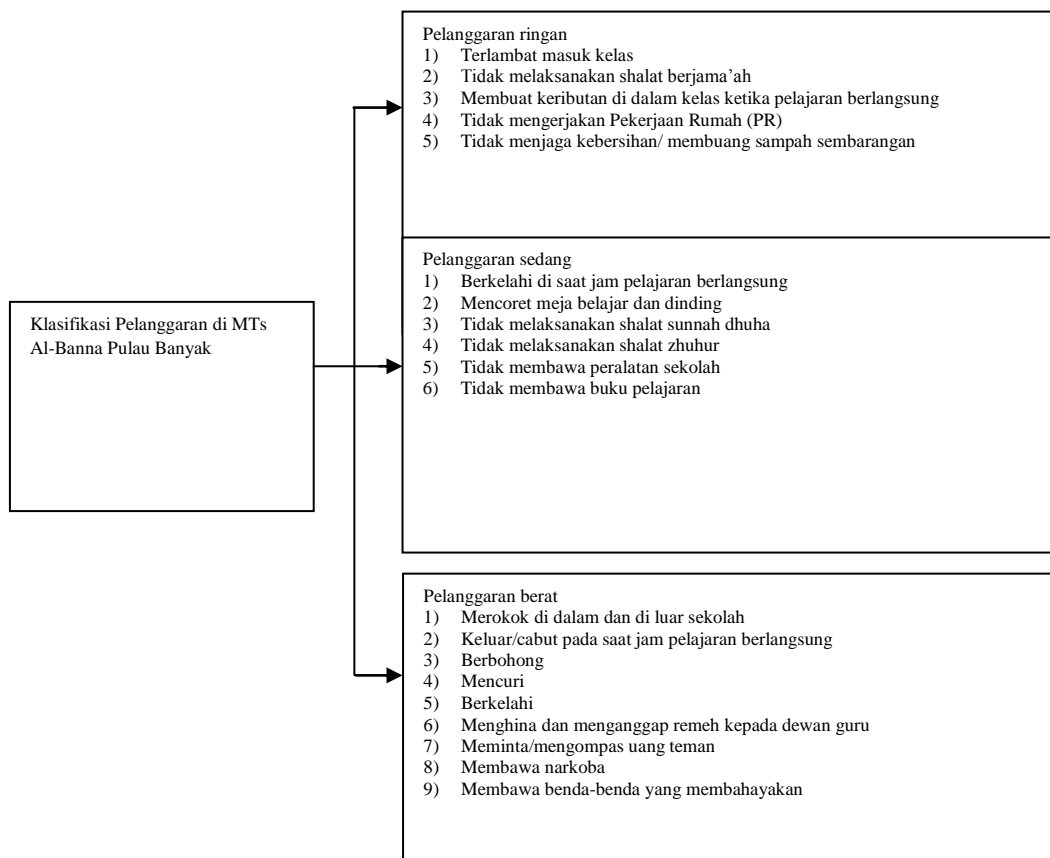 Pelanggaran ringan
1) Terlambat masuk kelas
2) Tidak melaksanakan shalat berjama’ah
3) Membuat keributan di dalam kelas ketika pelajaran berlangsung
4) Tidak mengerjakan Pekerjaan Rumah (PR)
5) Tidak menjaga kebersihan/ membuang sampah sembarangan
Klasifikasi Pelanggaran di MTs
Al-Banna Pulau Banyak
Pelanggaran sedang
1) Berkelahi di saat jam pelajaran berlangsung
2) Mencoret meja belajar dan dinding
3) Tidak melaksanakan shalat sunnah dhuha
4) Tidak melaksanakan shalat zhuhur
5) Tidak membawa peralatan sekolah
6) Tidak membawa buku pelajaran
Pelanggaran berat
1) Merokok di dalam dan di luar sekolah
2) Keluar/cabut pada saat jam pelajaran berlangsung
3) Berbohong
4) Mencuri
5) Berkelahi
6) Menghina dan menganggap remeh kepada dewan guru
7) Meminta/mengompas uang teman
8) Membawa narkoba
9) Membawa benda-benda yang membahayakan